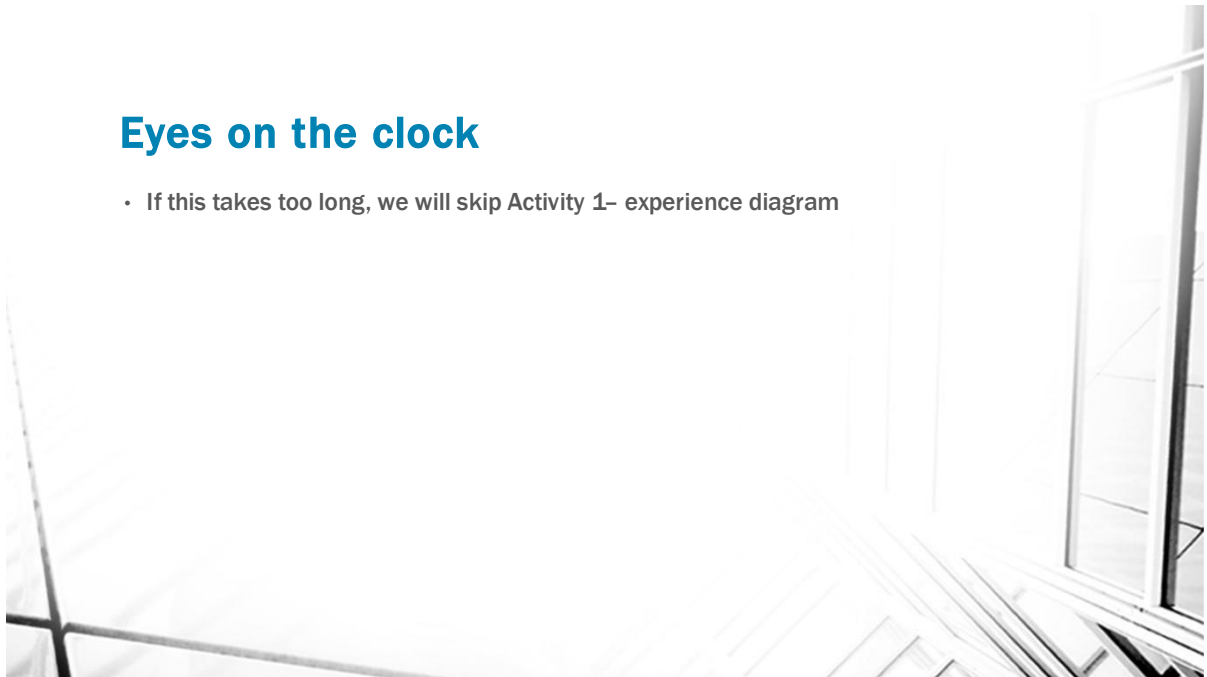 Eyes on the clock
• If this takes too long, we will skip Activity 1– experience diagram